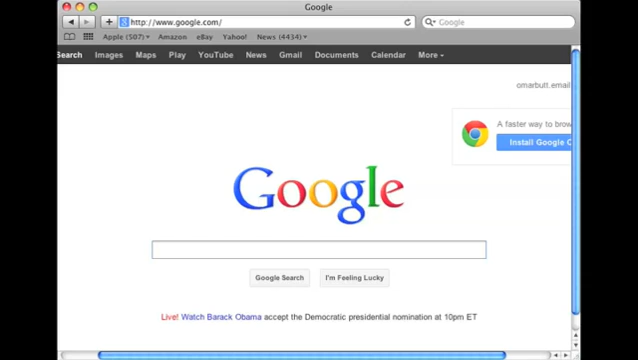 Google
http://www.google.com/
Google
Apple (507) Amazon eBay Yahoo! News (4434)
Search Images Maps Play YouTube News Gmail Documents Calendar More
omarbutt.email
A faster way to brow
Install Google C
Google
Google Search I'm Feeling Lucky
Live! Watch Barack Obama accept the Democratic presidential nomination at 10pm ET